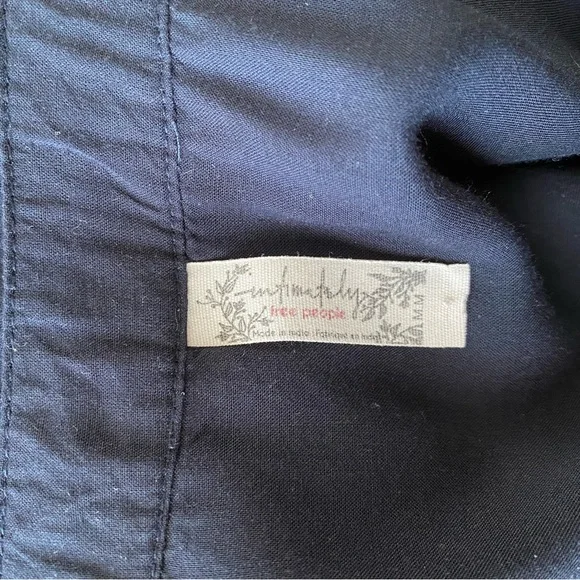 intimately
free people
Made in India | Fabriqué en Inde
M M